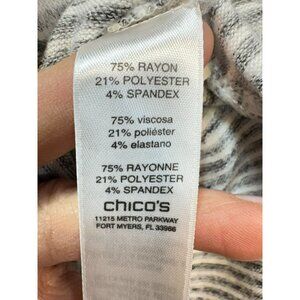 75% RAYON
21% POLYESTER
4% SPANDEX
75% viscosa
21% poliéster
4% elastano
75% RAYONNE
21% POLYESTER
4% SPANDEX
chico's
11215 METRO PARKWAY
FORT MYERS, FL 33966